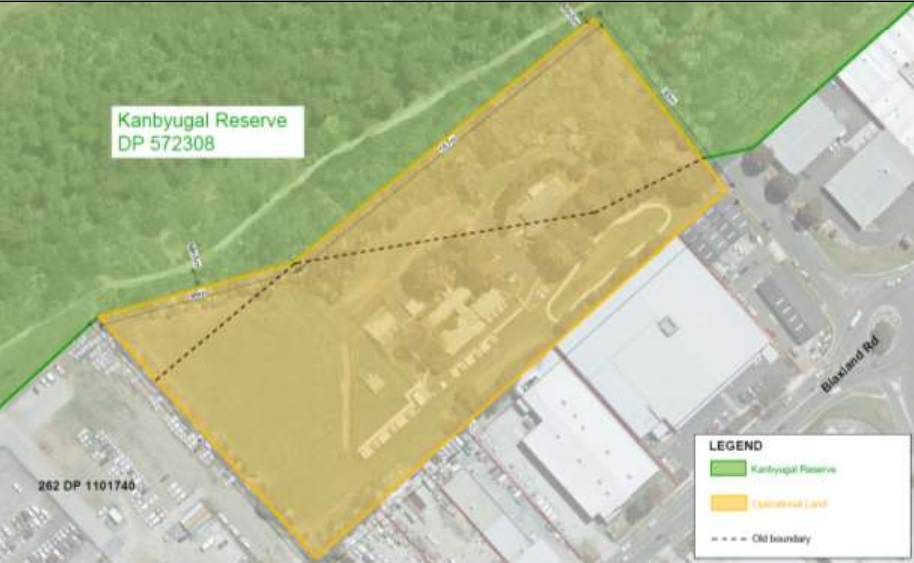 Kanbyugal Reserve
DP 572308
262 DP 1101740
Blaxland Rd
LEGEND
Kanbyugal Reserve
Operational Land
Old boundary